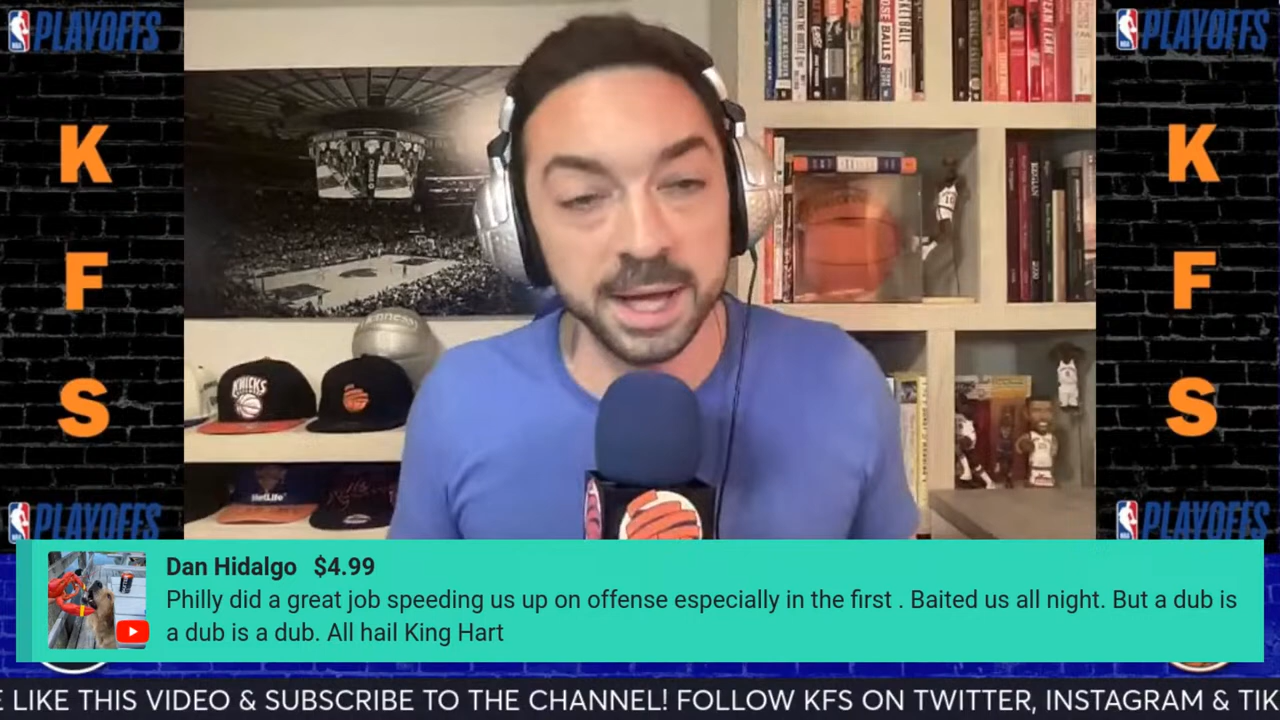 PLAYOFFS
PLAYOFFS
K
F
S
K
F
S
KNICKS
Hennessy
MetLife
PLAYOFFS
PLAYOFFS
Dan Hidalgo $4.99
Philly did a great job speeding us up on offense especially in the first . Baited us all night. But a dub is
a dub is a dub. All hail King Hart
E LIKE THIS VIDEO & SUBSCRIBE TO THE CHANNEL! FOLLOW KFS ON TWITTER, INSTAGRAM & TIK